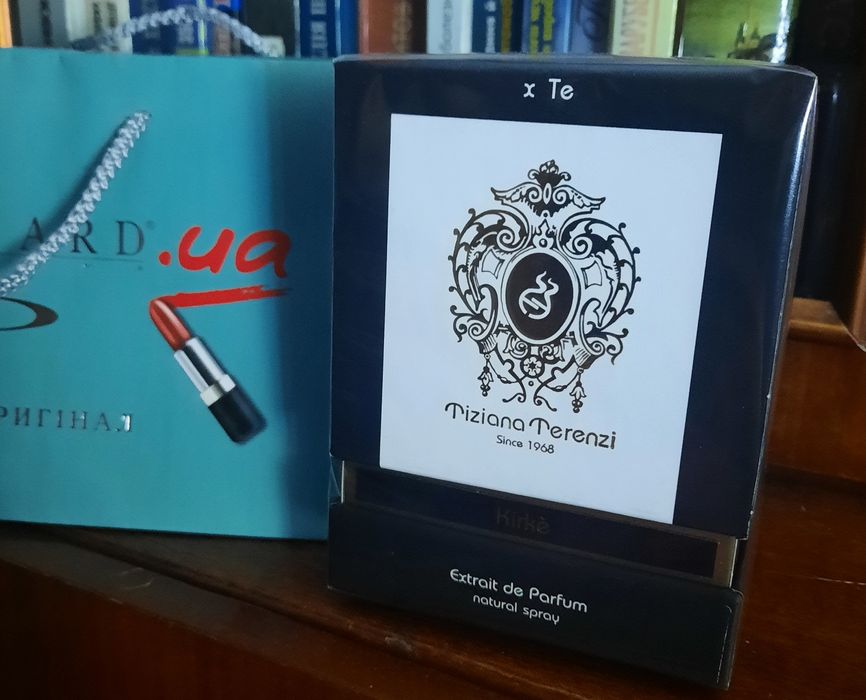 x Te
ARD®.ua
РИГІНАЛ
Tiziana Terenzi
Since 1968
Kirkè
Extrait de Parfum
natural spray